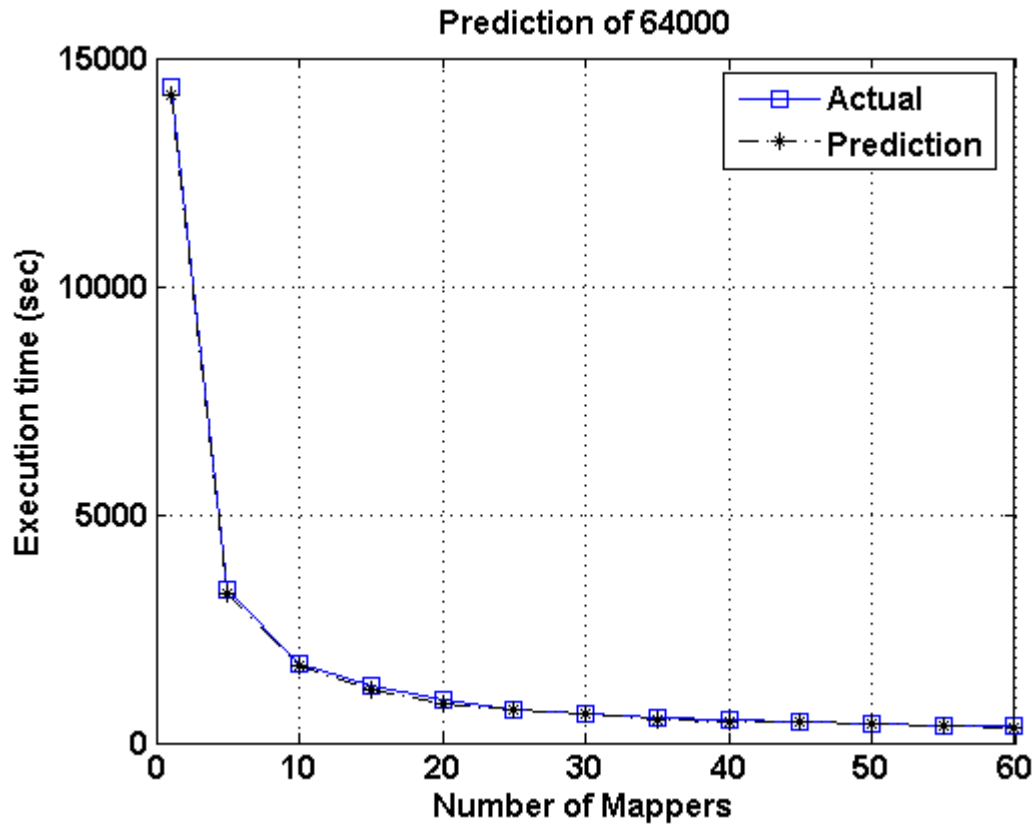 Prediction of 64000
15000
10000
5000
0
Execution time (sec)
Actual
Prediction
0 10 20 30 40 50 60
Number of Mappers